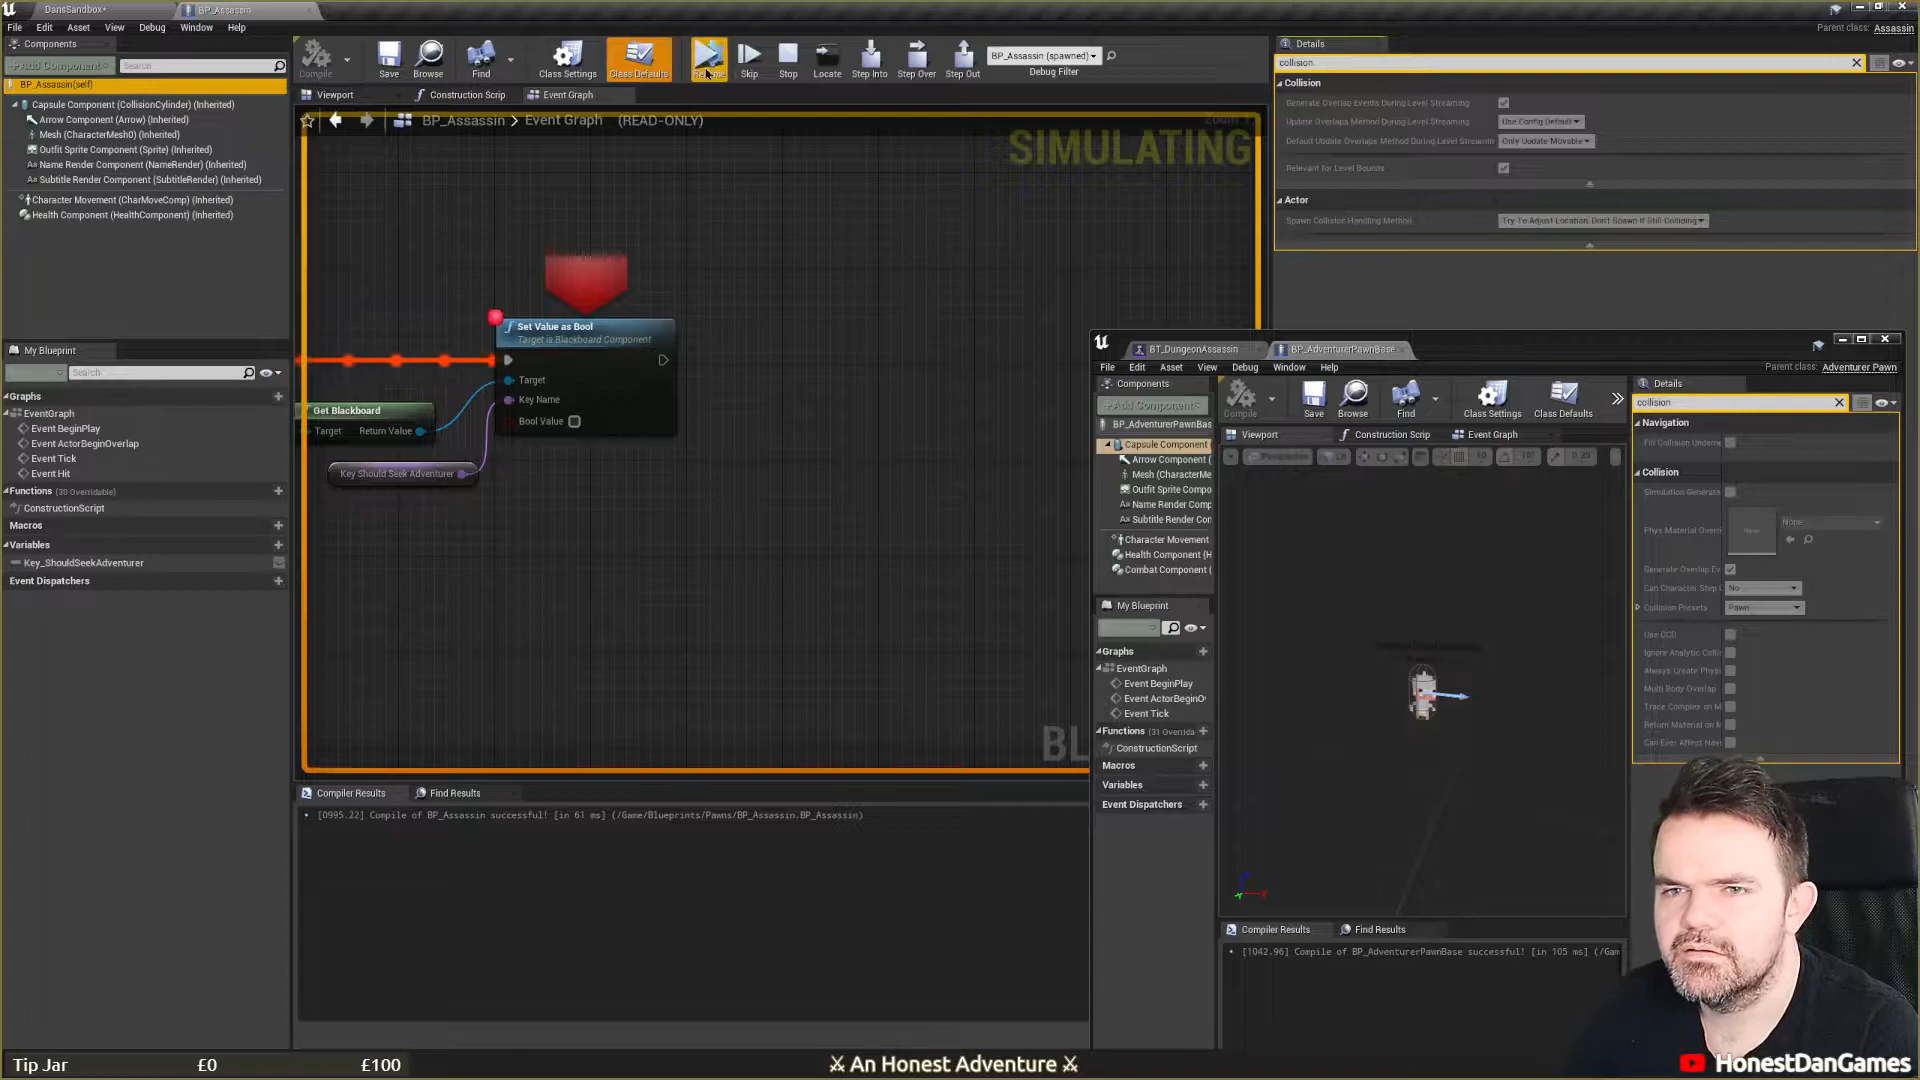 DansSandbox*
BP_Assassin
File Edit Asset View Debug Window Help
Parent class: Assassin
Components
+Add Component
Search
BP_Assassin(self)
Capsule Component (CollisionCylinder) (Inherited)
Arrow Component (Arrow) (Inherited)
Mesh (CharacterMesh0) (Inherited)
Outfit Sprite Component (Sprite) (Inherited)
Name Render Component (NameRender) (Inherited)
Subtitle Render Component (SubtitleRender) (Inherited)
Character Movement (CharMoveComp) (Inherited)
Health Component (HealthComponent) (Inherited)
My Blueprint
Search
Graphs
EventGraph
Event BeginPlay
Event ActorBeginOverlap
Event Tick
Event Hit
Functions (30 Overridable)
ConstructionScript
Macros
Variables
Key_ShouldSeekAdventurer
Event Dispatchers
Compile Save Browse Find Class Settings Class Defaults Resume Skip Stop Locate Step Into Step Over Step Out
BP_Assassin (spawned)
Debug Filter
Viewport Construction Scrip Event Graph
BP_Assassin > Event Graph (READ-ONLY)
SIMULATING
Set Value as Bool
Target is Blackboard Component
Target
Key Name
Bool Value
Get Blackboard
Target Return Value
Key Should Seek Adventurer
BL
Compiler Results Find Results
[0995.22] Compile of BP_Assassin successful! [in 61 ms] (/Game/Blueprints/Pawns/BP_Assassin.BP_Assassin)
Details
collision
Collision
Generate Overlap Events During Level Streaming
Update Overlaps Method During Level Streaming Use Config Default
Default Update Overlaps Method During Level Streamin Only Update Movable
Relevant for Level Bounds
Actor
Spawn Collision Handling Method Try To Adjust Location, Don't Spawn If Still Colliding
BT_DungeonAssassin
BP_AdventurerPawnBase
File Edit Asset View Debug Window Help
Parent class: Adventurer Pawn
Components
+Add Component
BP_AdventurerPawnBas
Capsule Component
Arrow Component (
Mesh (CharacterMe
Outfit Sprite Compo
Name Render Comp
Subtitle Render Con
Character Movement
Health Component (H
Combat Component (
My Blueprint
Graphs
EventGraph
Event BeginPlay
Event ActorBeginO
Event Tick
Functions (31 Overrida
ConstructionScript
Macros
Variables
Event Dispatchers
Compile Save Browse Find Class Settings Class Defaults
Viewport Construction Scrip Event Graph
Perspective
Compiler Results Find Results
[1042.96] Compile of BP_AdventurerPawnBase successful! [in 105 ms] (/Gam
Details
collision
Navigation
Fill Collision Underne
Collision
Simulation Generate
Phys Material Overri
None
None
Generate Overlap Ev
Can Character Step No
Collision Presets Pawn
Use CCD
Ignore Analytic Colli
Always Create Physi
Multi Body Overlap
Trace Complex on M
Return Material on M
Can Ever Affect Navi
Tip Jar £0 £100
⚔ An Honest Adventure ⚔
HonestDanGames